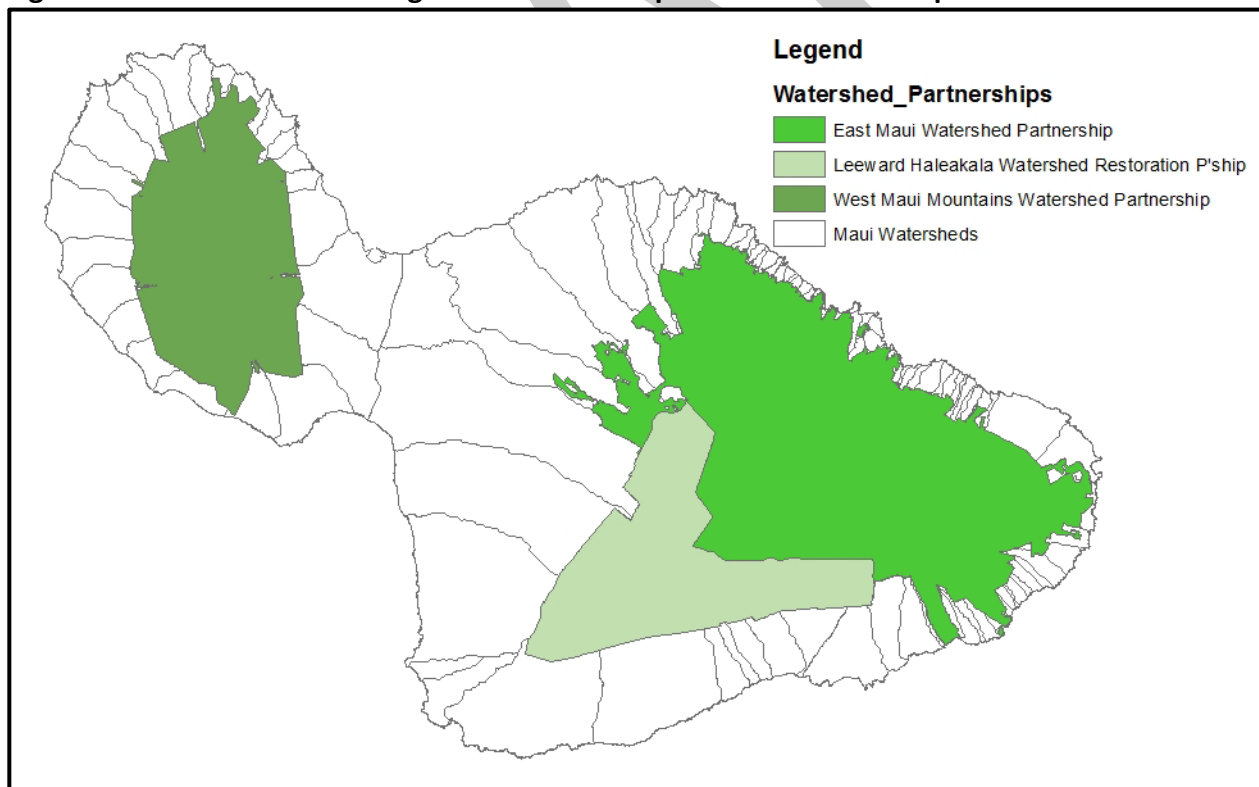 Legend
Watershed_Partnerships
East Maui Watershed Partnership
Leeward Haleakala Watershed Restoration P'ship
West Maui Mountains Watershed Partnership
Maui Watersheds